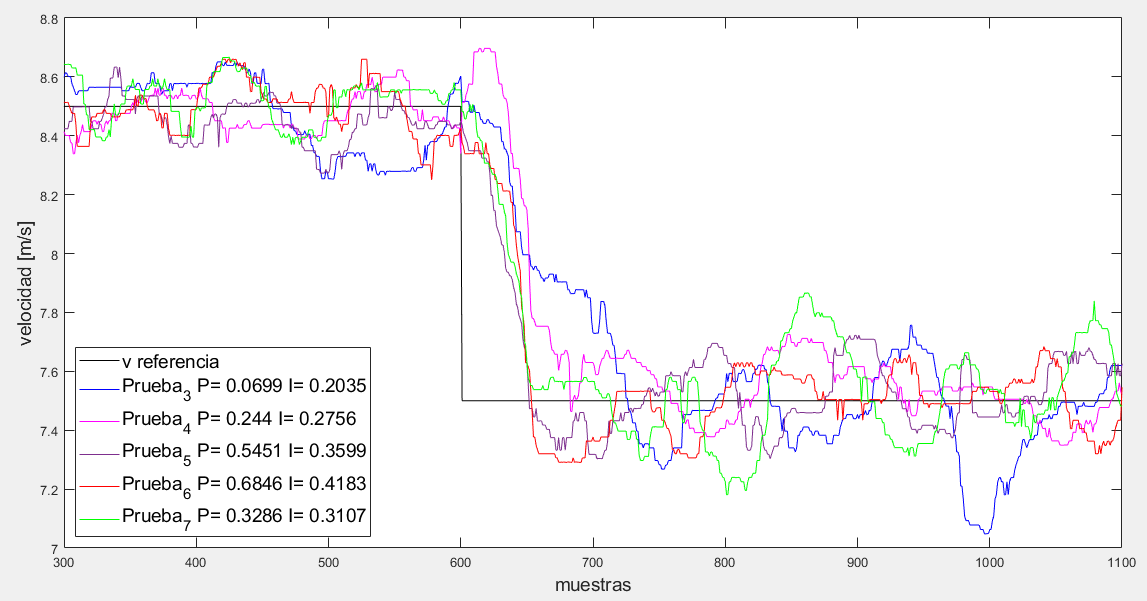 8.8
8.6
8.4
8.2
8
7.8
7.6
7.4
7.2
7
velocidad [m/s]
v referencia
Prueba3 P= 0.0699 I= 0.2035
Prueba4 P= 0.244 I= 0.2756
Prueba5 P= 0.5451 I= 0.3599
Prueba6 P= 0.6846 I= 0.4183
Prueba7 P= 0.3286 I= 0.3107
300 400 500 600 700 800 900 1000 1100
muestras